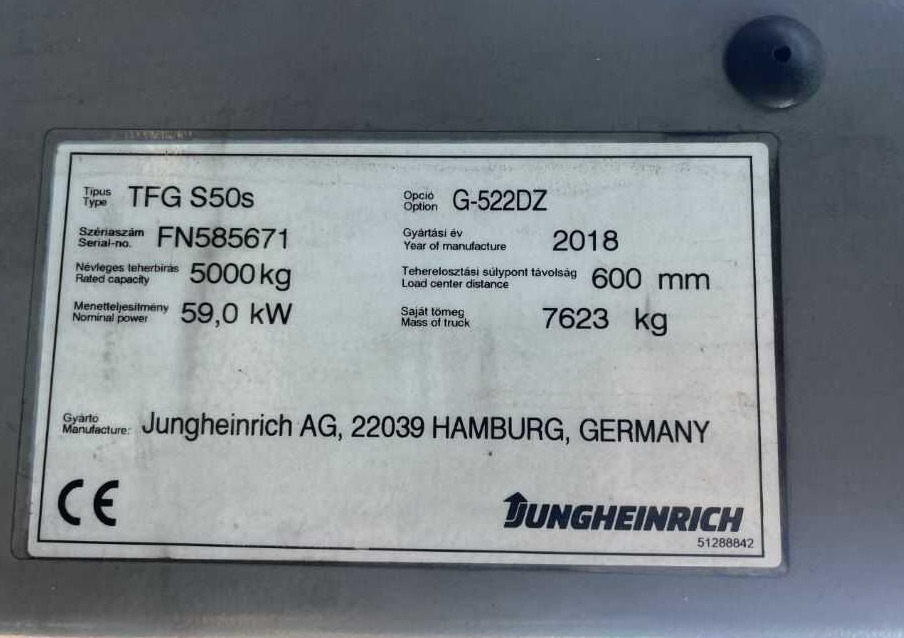 Típus
Type TFG S50s
Opció
Option G-522DZ
Szériaszám
Serial-no. FN585671
Gyártási év
Year of manufacture 2018
Névleges teherbírás
Rated capacity 5000 kg
Teherelosztási súlypont távolság
Load center distance 600 mm
Menetteljesítmény
Nominal power 59,0 kW
Saját tömeg
Mass of truck 7623 kg
Gyártó
Manufacture: Jungheinrich AG, 22039 HAMBURG, GERMANY
CE
JUNGHEINRICH
51288842